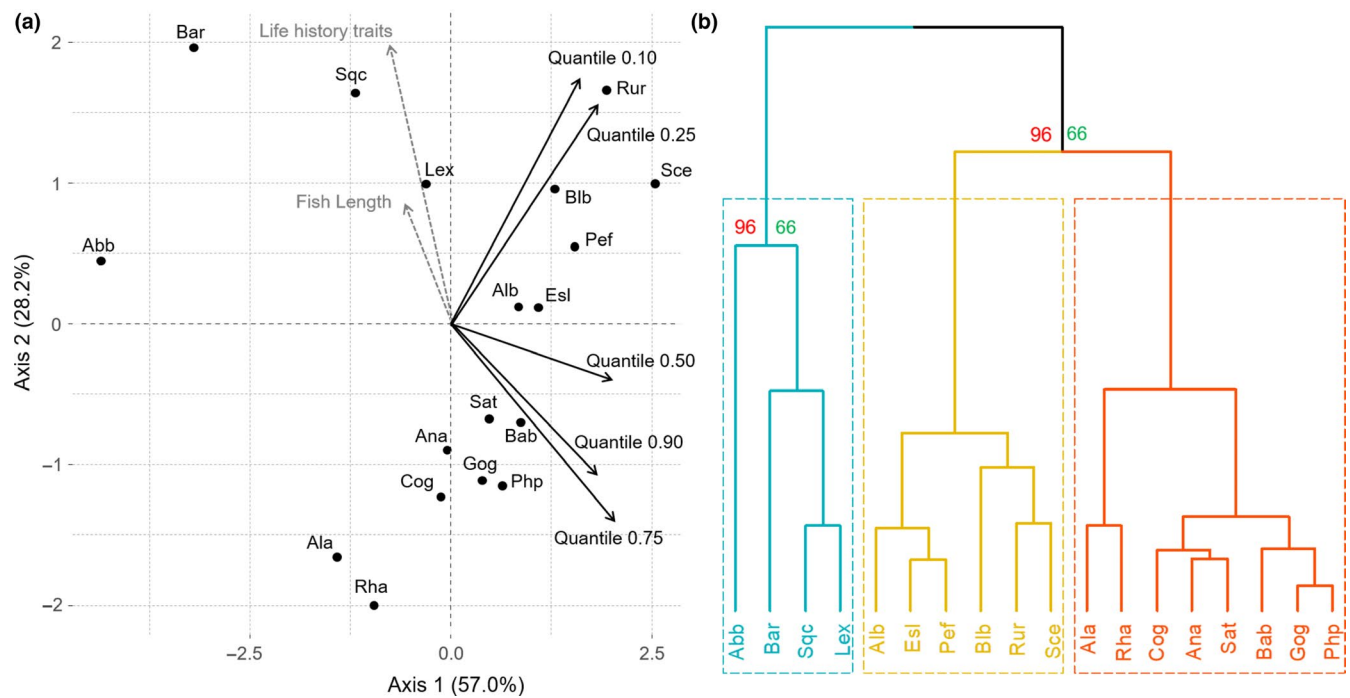 (a)
(b)
Bar
Life history traits
Quantile 0.10
Sqc
Rur
Quantile 0.25
Lex
Sce
Blb
Fish Length
Abb
Pef
Alb
Esl
Quantile 0.50
Sat
Bab
Ana
Quantile 0.90
Gog
Cog
Php
Quantile 0.75
Ala
Rha
2
1
0
−1
−2
Axis 2 (28.2%)
−2.5
0.0
2.5
Axis 1 (57.0%)
96 66
96 66
Abb
Bar
Sqc
Lex
Alb
Esl
Pef
Blb
Rur
Sce
Ala
Rha
Cog
Ana
Sat
Bab
Gog
Php